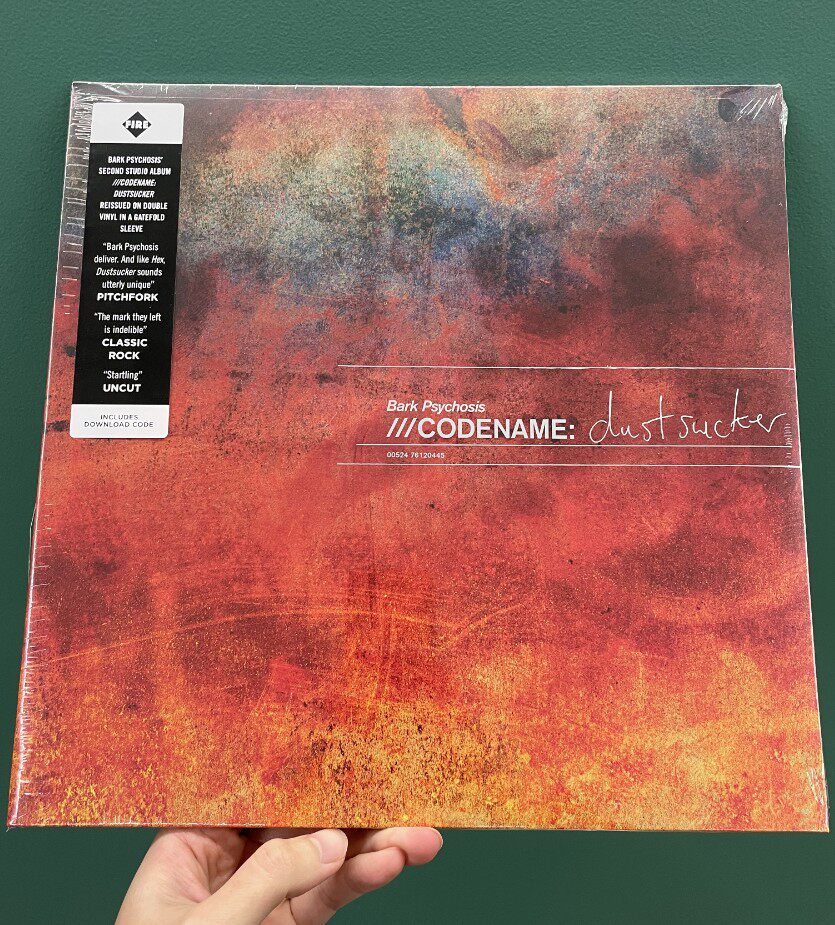 FIRE
BARK PSYCHOSIS'
SECOND STUDIO ALBUM
///CODENAME:
DUSTSUCKER
REISSUED ON DOUBLE
VINYL IN A GATEFOLD
SLEEVE
"Bark Psychosis
deliver. And like Hex,
Dustsucker sounds
utterly unique"
PITCHFORK
"The mark they left
is indelible"
CLASSIC
ROCK
"Startling"
UNCUT
INCLUDES
DOWNLOAD CODE
Bark Psychosis
///CODENAME: dustsucker
00524 76120445